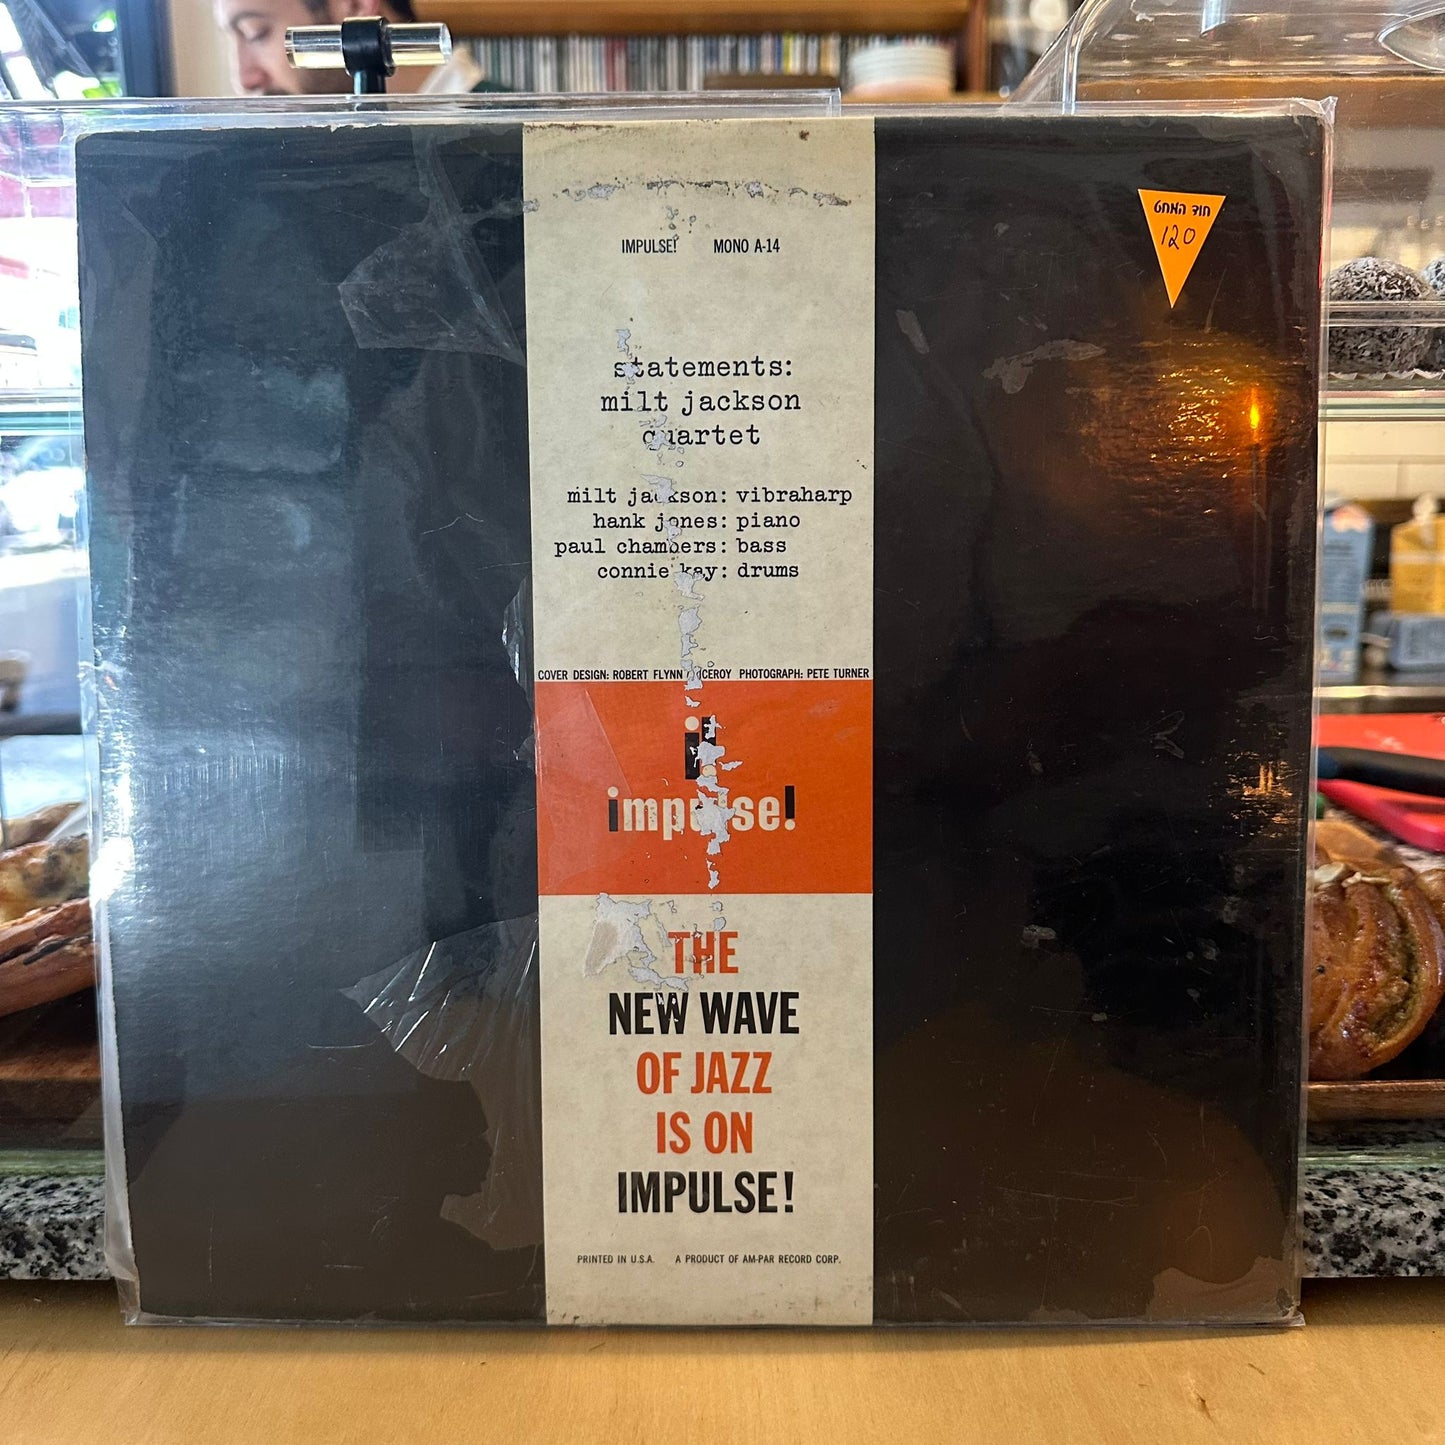 חוד המחט
120
IMPULSE! MONO A-14
statements:
milt jackson
quartet
milt jackson: vibraharp
hank jones: piano
paul chambers: bass
connie kay: drums
COVER DESIGN: ROBERT FLYNN VICEROY PHOTOGRAPH: PETE TURNER
i!
impulse!
THE
NEW WAVE
OF JAZZ
IS ON
IMPULSE!
PRINTED IN U.S.A. A PRODUCT OF AM-PAR RECORD CORP.